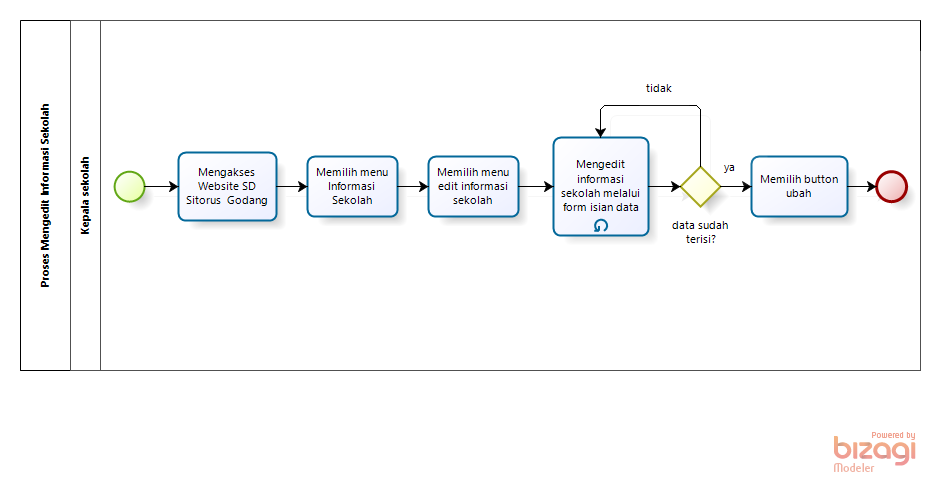 Proses Mengedit Informasi Sekolah
Kepala sekolah
Mengakses
Website SD
Sitorus Godang
Memilih menu
Informasi
Sekolah
Memilih menu
edit informasi
sekolah
Mengedit
informasi
sekolah melalui
form isian data
tidak
data sudah
terisi?
ya
Memilih button
ubah
Powered by
bizagi
Modeler